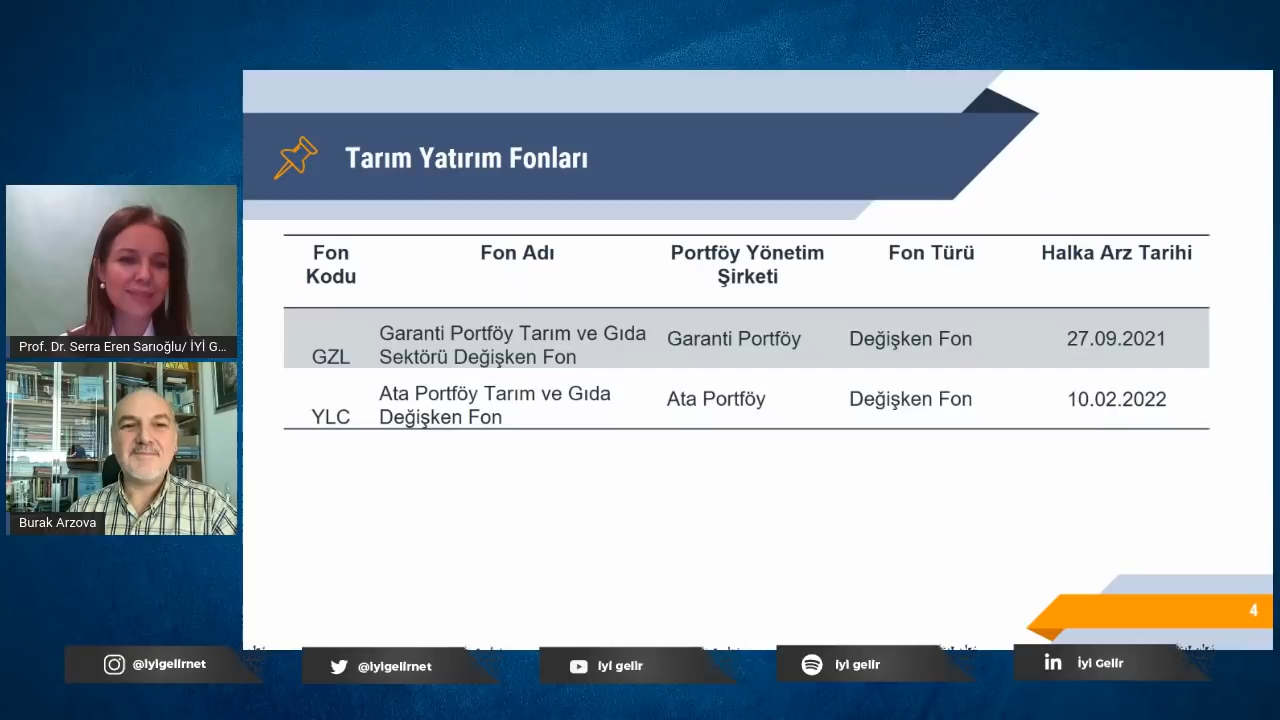 Tarım Yatırım Fonları
Fon Kodu
Fon Adı
Portföy Yönetim Şirketi
Fon Türü
Halka Arz Tarihi
GZL
Garanti Portföy Tarım ve Gıda
Sektörü Değişken Fon
Garanti Portföy
Değişken Fon
27.09.2021
YLC
Ata Portföy Tarım ve Gıda
Değişken Fon
Ata Portföy
Değişken Fon
10.02.2022
4
Prof. Dr. Serra Eren Sarıoğlu/ İYİ G...
Burak Arzova
@iyigelirnet
@iyigelirnet
iyi gelir
iyi gelir
İyi Gelir